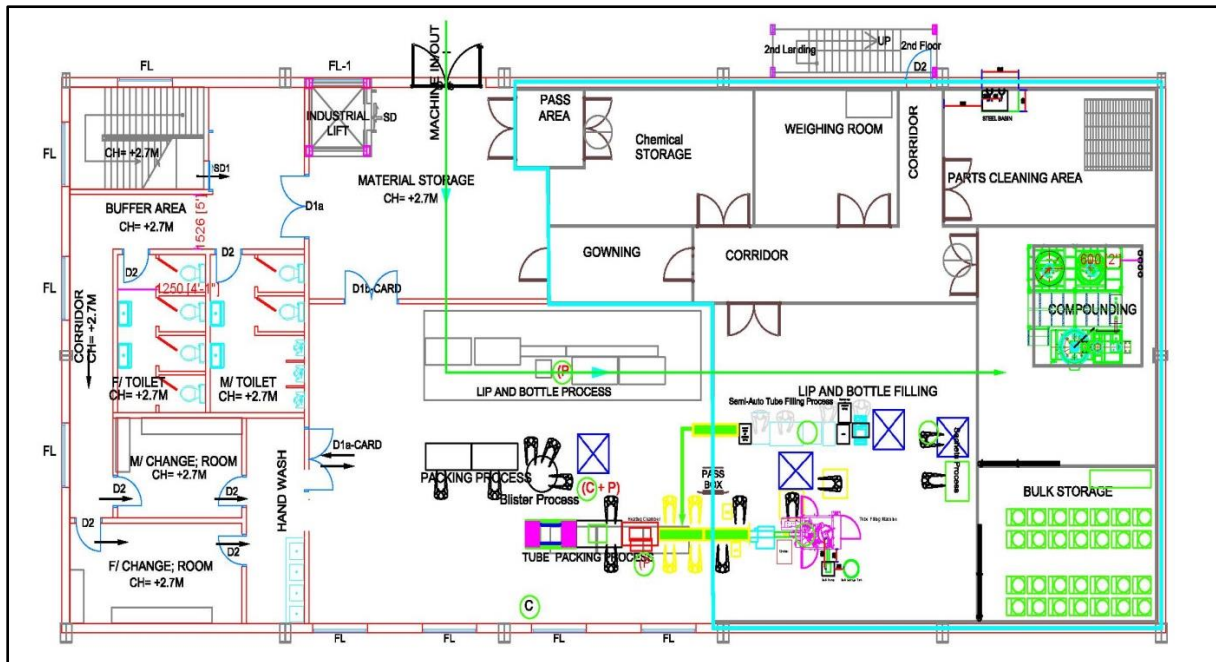 2nd Landing
UP
2nd Floor
D2
FL
FL-1
MACHINE IN/OUT
INDUSTRIAL
LIFT
SD
PASS
AREA
Chemical
STORAGE
WEIGHING ROOM
CORRIDOR
STEEL BASIN
PARTS CLEANING AREA
FL
CH= +2.7M
SD1
MATERIAL STORAGE
CH= +2.7M
D1a
BUFFER AREA
CH= +2.7M
1526 [5']
GOWNING
CORRIDOR
D2
D2
1250 [4'-1"]
D1b-CARD
600
2"
COMPOUNDING
FL
CORRIDOR
CH= +2.7M
F/ TOILET
CH= +2.7M
M/ TOILET
CH= +2.7M
(P
LIP AND BOTTLE PROCESS
LIP AND BOTTLE FILLING
Semi-Auto Tube Filling Process
FL
M/ CHANGE; ROOM
CH= +2.7M
HAND WASH
D1a-CARD
PACKING PROCESS
Blister Process
(C + P)
PASS
BOX
BULK STORAGE
D2
D2
D2
D2
F/ CHANGE; ROOM
CH= +2.7M
TUBE PACKING PROCESS
(P
C
FL
FL
FL
FL